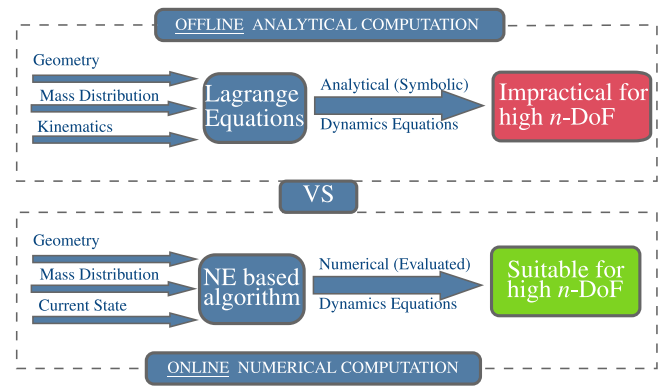 OFFLINE ANALYTICAL COMPUTATION
Geometry
Mass Distribution
Kinematics
Lagrange
Equations
Analytical (Symbolic)
Dynamics Equations
Impractical for
high n-DoF
VS
Geometry
Mass Distribution
Current State
NE based
algorithm
Numerical (Evaluated)
Dynamics Equations
Suitable for
high n-DoF
ONLINE NUMERICAL COMPUTATION